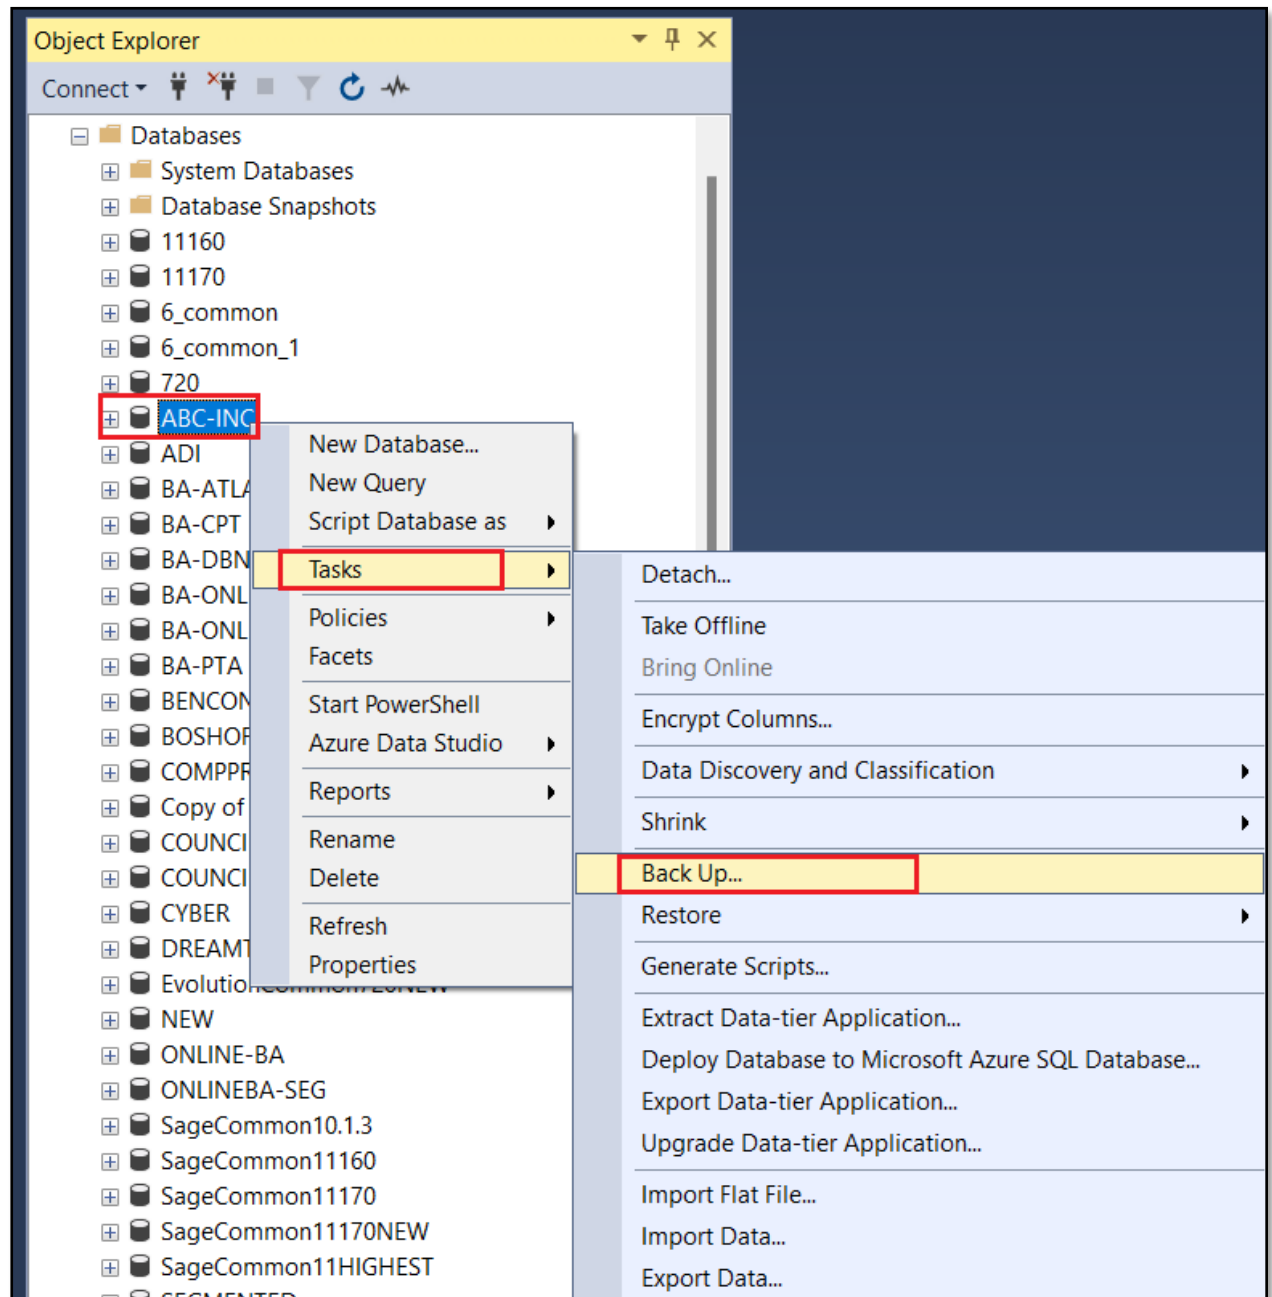 Object Explorer
Connect
Databases
System Databases
Database Snapshots
11160
11170
6_common
6_common_1
720
ABC-INC
ADI
BA-ATLA
BA-CPT
BA-DBN
BA-ONL
BA-ONL
BA-PTA
BENCON
BOSHOF
COMPPR
Copy of
COUNCI
COUNCI
CYBER
DREAMT
EvolutionCommon720NEW
NEW
ONLINE-BA
ONLINEBA-SEG
SageCommon10.1.3
SageCommon11160
SageCommon11170
SageCommon11170NEW
SageCommon11HIGHEST
SEGMENTED
New Database...
New Query
Script Database as
Tasks
Policies
Facets
Start PowerShell
Azure Data Studio
Reports
Rename
Delete
Refresh
Properties
Detach...
Take Offline
Bring Online
Encrypt Columns...
Data Discovery and Classification
Shrink
Back Up...
Restore
Generate Scripts...
Extract Data-tier Application...
Deploy Database to Microsoft Azure SQL Database...
Export Data-tier Application...
Upgrade Data-tier Application...
Import Flat File...
Import Data...
Export Data...